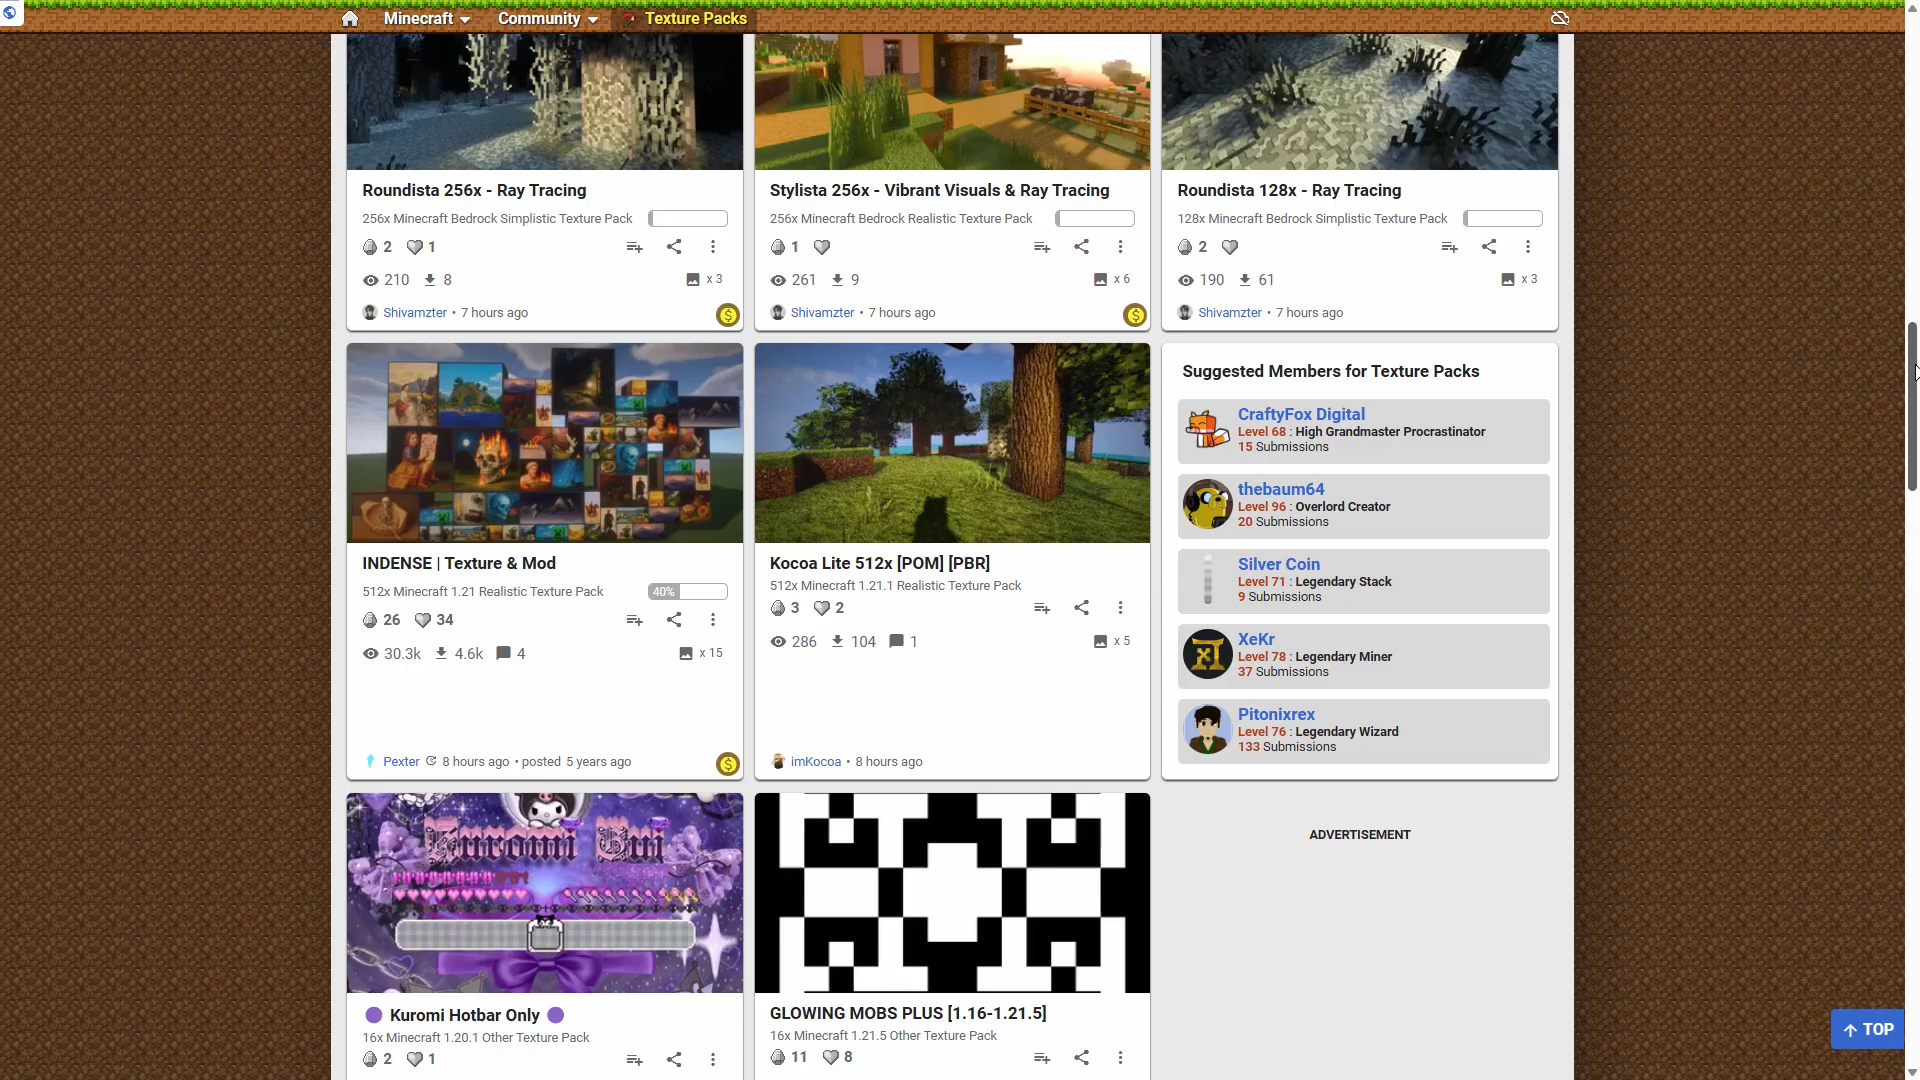 Minecraft
Community
Texture Packs
Roundista 256x - Ray Tracing
256x Minecraft Bedrock Simplistic Texture Pack
2 1
210 8 x 3
Shivamzter • 7 hours ago
Stylista 256x - Vibrant Visuals & Ray Tracing
256x Minecraft Bedrock Realistic Texture Pack
1
261 9 x 6
Shivamzter • 7 hours ago
Roundista 128x - Ray Tracing
128x Minecraft Bedrock Simplistic Texture Pack
2
190 61 x 3
Shivamzter • 7 hours ago
INDENSE | Texture & Mod
512x Minecraft 1.21 Realistic Texture Pack 40%
26 34
30.3k 4.6k 4 x 15
Pexter 8 hours ago • posted 5 years ago
Kocoa Lite 512x [POM] [PBR]
512x Minecraft 1.21.1 Realistic Texture Pack
3 2
286 104 1 x 5
imKocoa • 8 hours ago
Suggested Members for Texture Packs
CraftyFox Digital
Level 68 : High Grandmaster Procrastinator
15 Submissions
thebaum64
Level 96 : Overlord Creator
20 Submissions
Silver Coin
Level 71 : Legendary Stack
9 Submissions
XeKr
Level 78 : Legendary Miner
37 Submissions
Pitonixrex
Level 76 : Legendary Wizard
133 Submissions
Kuromi Gui
Kuromi Hotbar Only
16x Minecraft 1.20.1 Other Texture Pack
2 1
GLOWING MOBS PLUS [1.16-1.21.5]
16x Minecraft 1.21.5 Other Texture Pack
11 8
ADVERTISEMENT
TOP